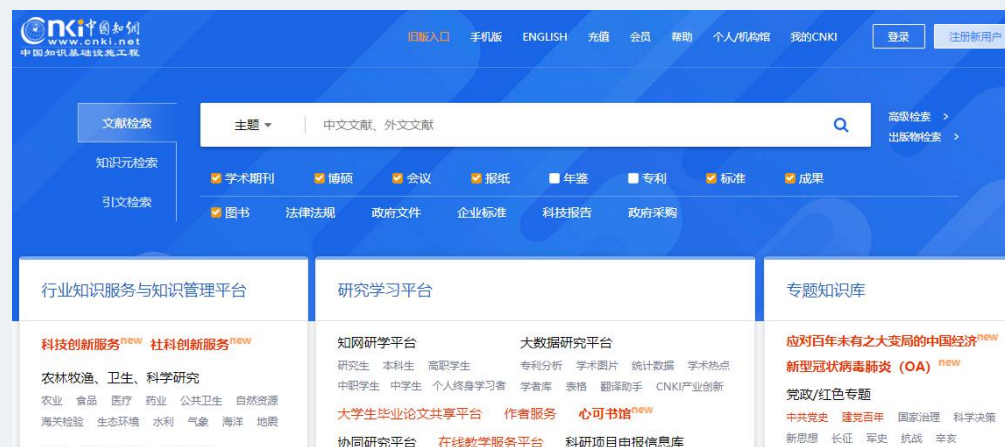 cnki中国知网
www.cnki.net
中国知识基础设施工程
旧版入口 手机版 ENGLISH 充值 会员 帮助 个人/机构馆 我的CNKI 登录 注册新用户
文献检索
知识元检索
引文检索
主题 中文文献、外文文献
高级检索 >
出版物检索 >
学术期刊 博硕 会议 报纸 年鉴 专利 标准 成果
图书 法律法规 政府文件 企业标准 科技报告 政府采购
行业知识服务与知识管理平台
科技创新服务new 社科创新服务new
农林牧渔、卫生、科学研究
农业 食品 医疗 药业 公共卫生 自然资源
海关检验 生态环境 水利 气象 海洋 地震
研究学习平台
知网研学平台
研究生 本科生 高职学生
中职学生 中学生 个人终身学习者
大数据研究平台
专利分析 学术图片 统计数据 学术热点
学者库 表格 翻译助手 CNKI产业创新
大学生毕业论文共享平台 作者服务 心可书馆new
协同研究平台 在线教学服务平台 科研项目申报信息库
专题知识库
应对百年未有之大变局的中国经济new
新型冠状病毒肺炎(OA) new
党政/红色专题
中共党史 建党百年 国家治理 科学决策
新思想 长征 军史 抗战 辛亥